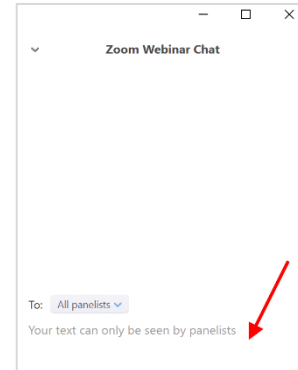 Zoom Webinar Chat
To: All panelists
Your text can only be seen by panelists